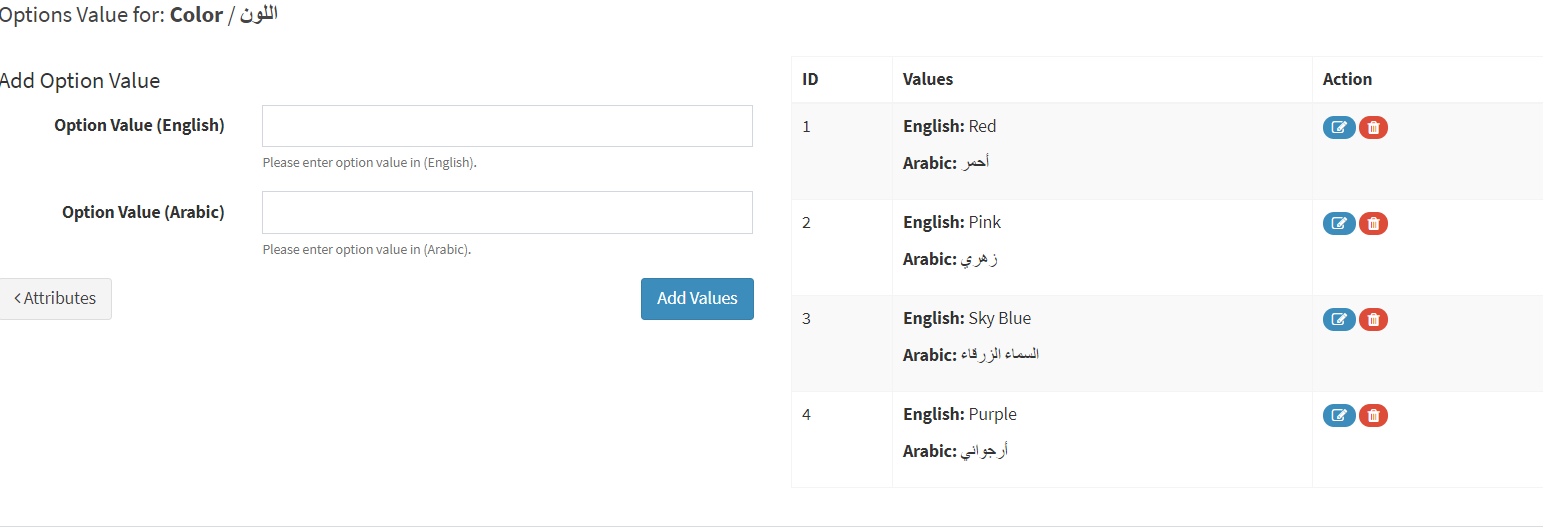 Options Value for: Color / اللون
Add Option Value
Option Value (English)
Please enter option value in (English).
Option Value (Arabic)
Please enter option value in (Arabic).
< Attributes
Add Values
ID Values Action
1 English: Red
Arabic: أحمر
2 English: Pink
Arabic: زهري
3 English: Sky Blue
Arabic: السماء الزرقاء
4 English: Purple
Arabic: أرجواني